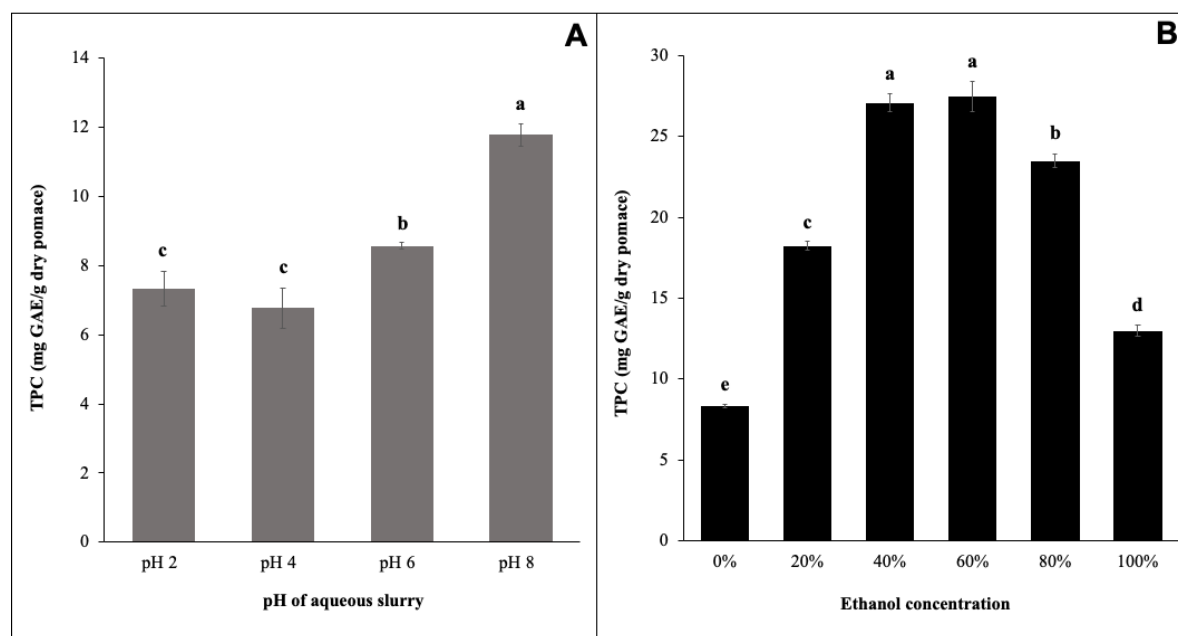 A
TPC (mg GAE/g dry pomace)
14
12
10
8
6
4
2
0
c
c
b
a
pH 2 pH 4 pH 6 pH 8
pH of aqueous slurry
B
TPC (mg GAE/g dry pomace)
30
25
20
15
10
5
0
e
c
a
a
b
d
0% 20% 40% 60% 80% 100%
Ethanol concentration